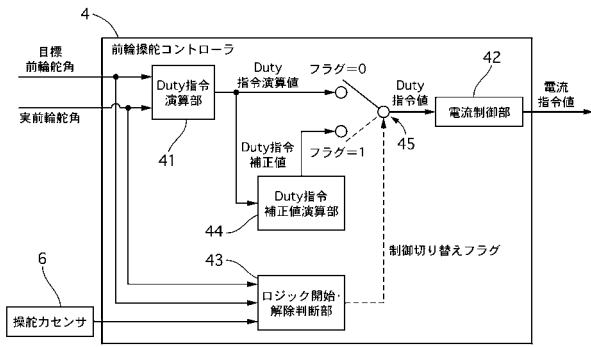 4
前輪操舵コントローラ
目標
前輪舵角
実前輪舵角
Duty指令
演算部
41
Duty
指令演算値
フラグ=0
Duty
指令値
42
電流制御部
電流
指令値
45
Duty指令
補正値
フラグ=1
Duty指令
補正値演算部
44
制御切り替えフラグ
43
ロジック開始・
解除判断部
6
操舵力センサ